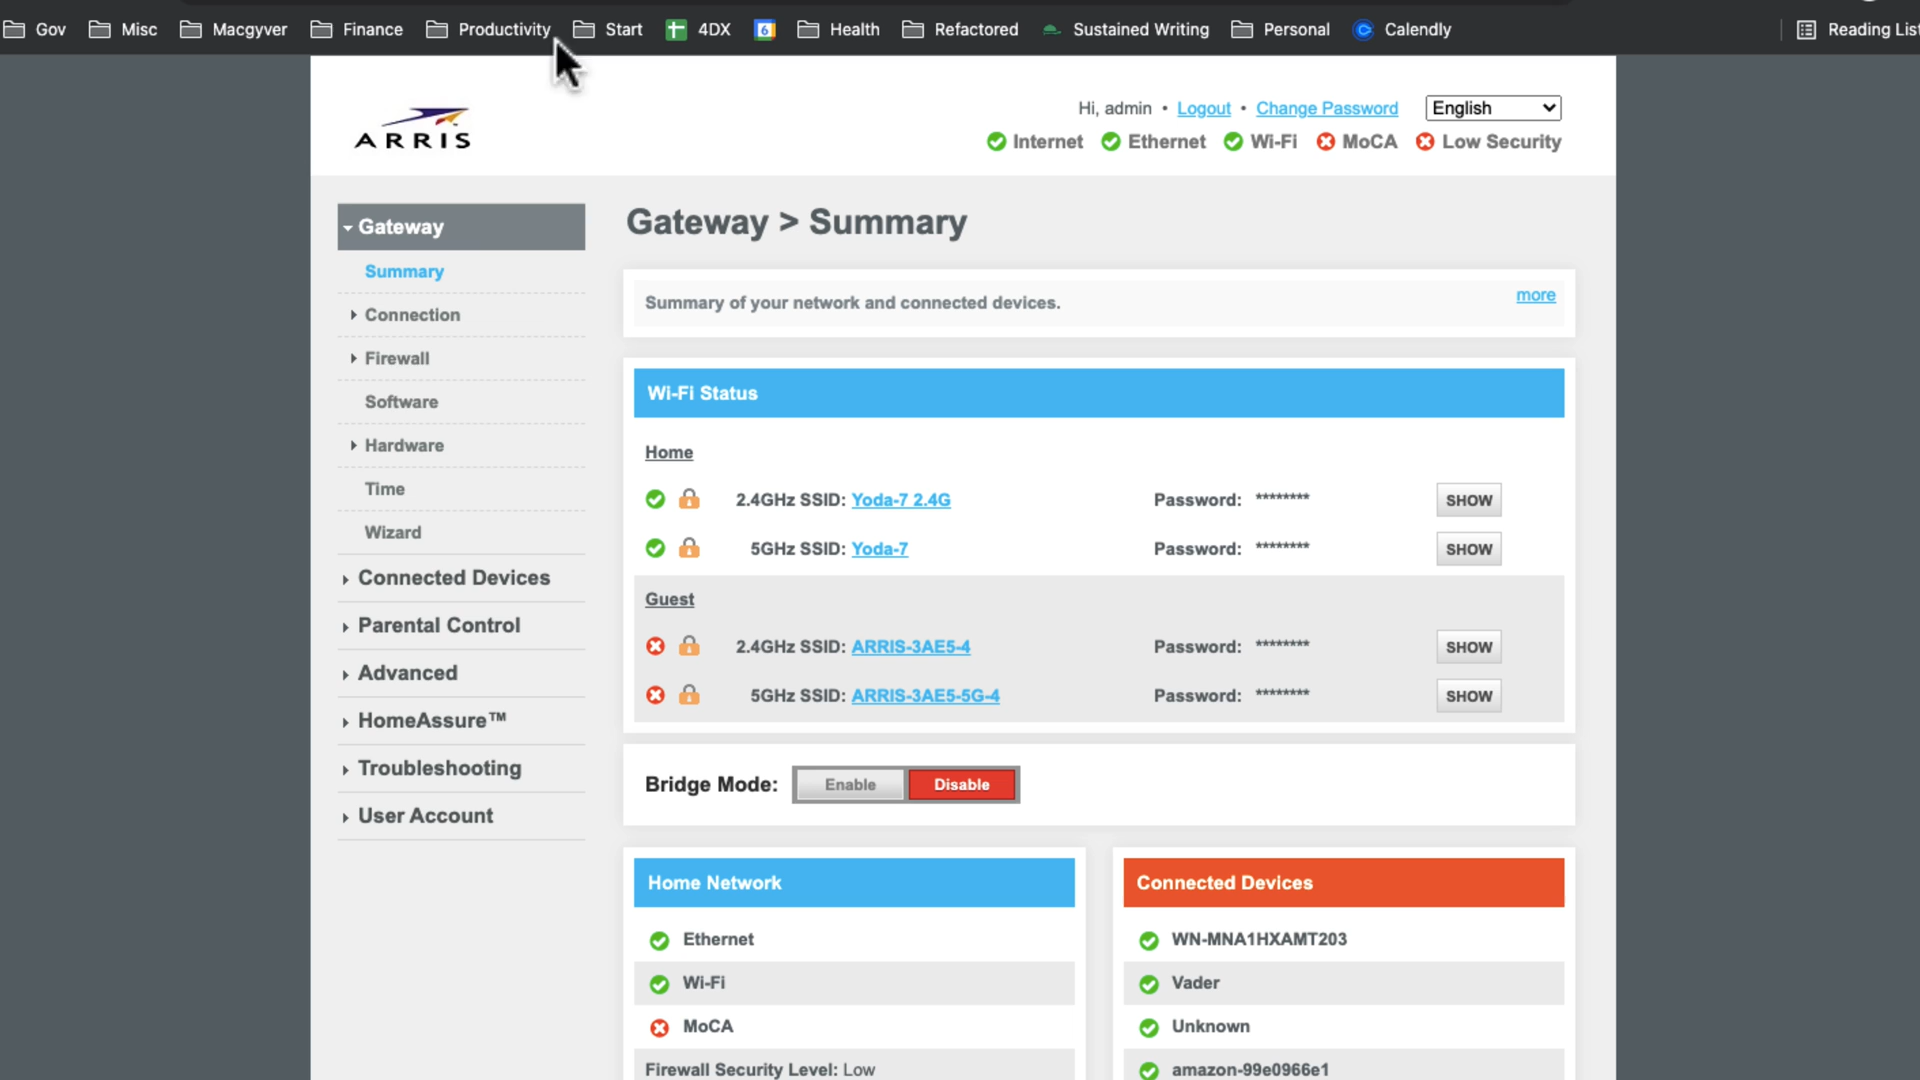 Gov Misc Macgyver Finance Productivity Start 4DX 6 Health Refactored Sustained Writing Personal Calendly Reading List
ARRIS
Hi, admin • Logout • Change Password English
Internet Ethernet Wi-Fi MoCA Low Security
Gateway
Summary
Connection
Firewall
Software
Hardware
Time
Wizard
Connected Devices
Parental Control
Advanced
HomeAssure™
Troubleshooting
User Account
Gateway > Summary
Summary of your network and connected devices. more
Wi-Fi Status
Home
2.4GHz SSID: Yoda-7 2.4G Password: ******** SHOW
5GHz SSID: Yoda-7 Password: ******** SHOW
Guest
2.4GHz SSID: ARRIS-3AE5-4 Password: ******** SHOW
5GHz SSID: ARRIS-3AE5-5G-4 Password: ******** SHOW
Bridge Mode: Enable Disable
Home Network
Ethernet
Wi-Fi
MoCA
Firewall Security Level: Low
Connected Devices
WN-MNA1HXAMT203
Vader
Unknown
amazon-99e0966e1